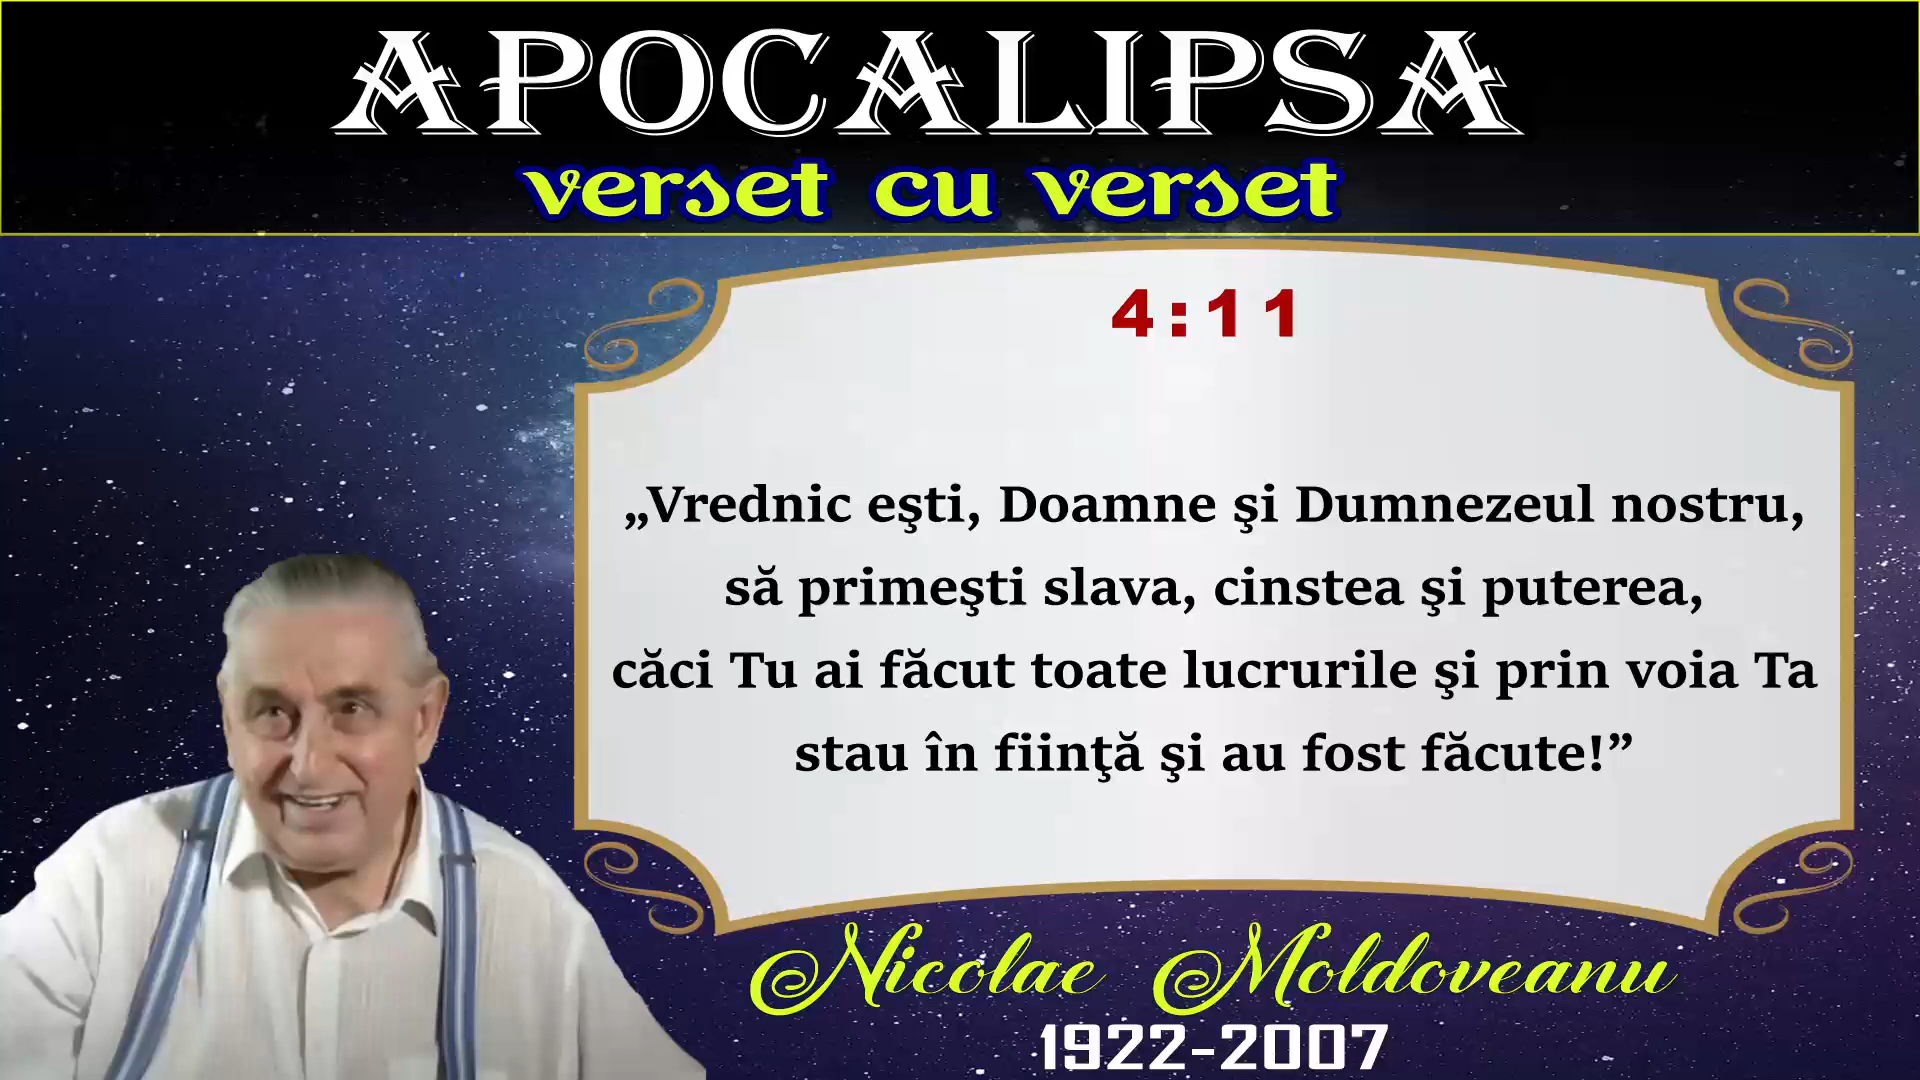 APOCALIPSA
verset cu verset
4:11
„Vrednic eşti, Doamne şi Dumnezeul nostru,
să primeşti slava, cinstea şi puterea,
căci Tu ai făcut toate lucrurile şi prin voia Ta
stau în fiinţă şi au fost făcute!”
Nicolae Moldoveanu
1922-2007